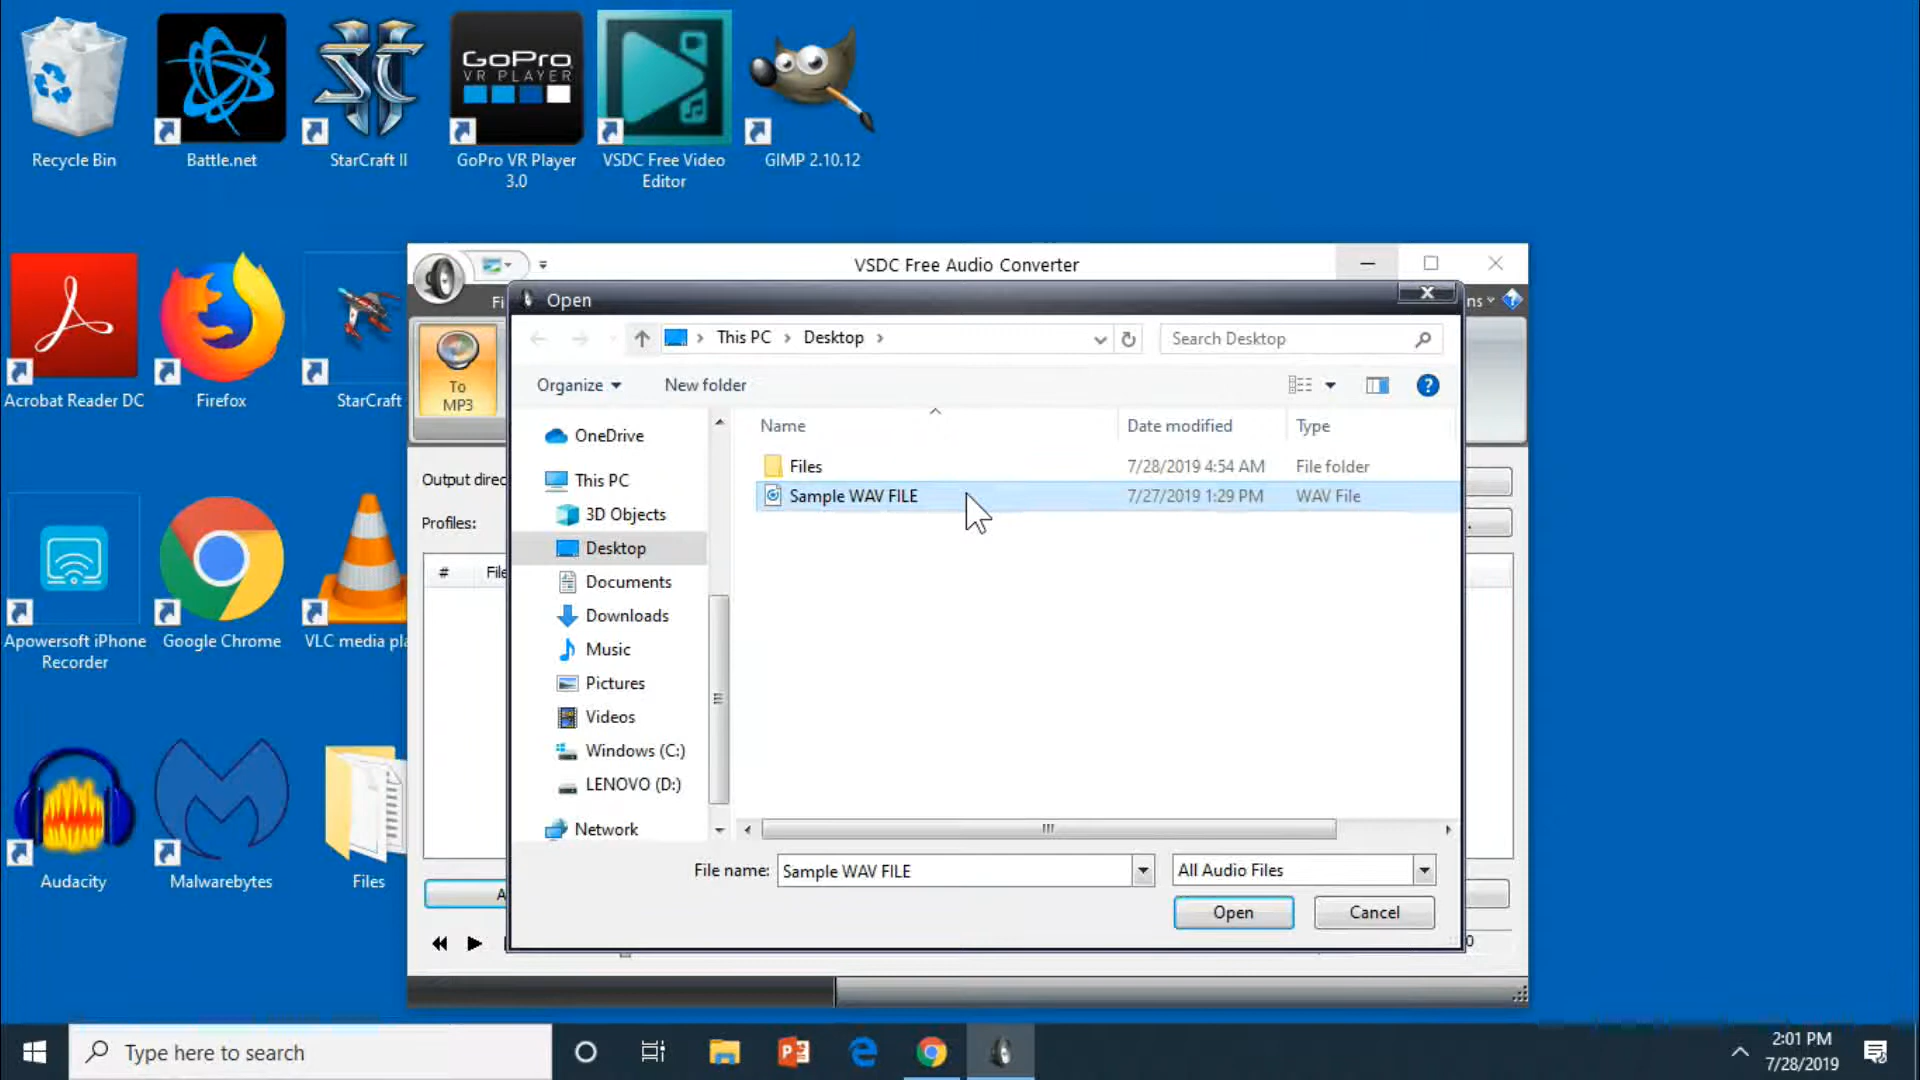 GoPro
VR PLAYER
Recycle Bin
Battle.net
StarCraft II
GoPro VR Player
3.0
VSDC Free Video
Editor
GIMP 2.10.12
VSDC Free Audio Converter
Fi
Open
ns
This PC
Desktop
Search Desktop
To
MP3
Organize
New folder
Acrobat Reader DC
Firefox
StarCraft
OneDrive
Name
Date modified
Type
Files
7/28/2019 4:54 AM
File folder
Output direc
This PC
Sample WAV FILE
7/27/2019 1:29 PM
WAV File
3D Objects
Profiles:
Desktop
#
File
Documents
Downloads
Apowersoft iPhone
Recorder
Google Chrome
VLC media pla
Music
Pictures
Videos
Windows (C:)
LENOVO (D:)
Network
Audacity
Malwarebytes
Files
File name:
Sample WAV FILE
All Audio Files
A
Open
Cancel
0
Type here to search
2:01 PM
7/28/2019